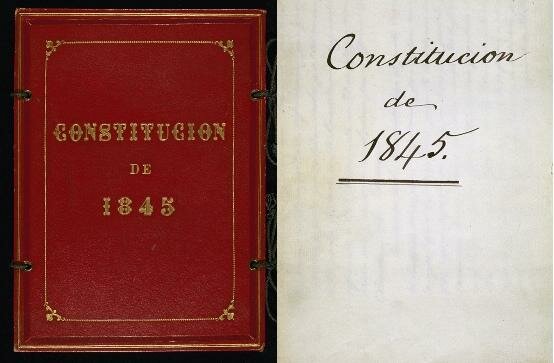 CONSTITUCION
DE
1845
Constitucion
de
1845.